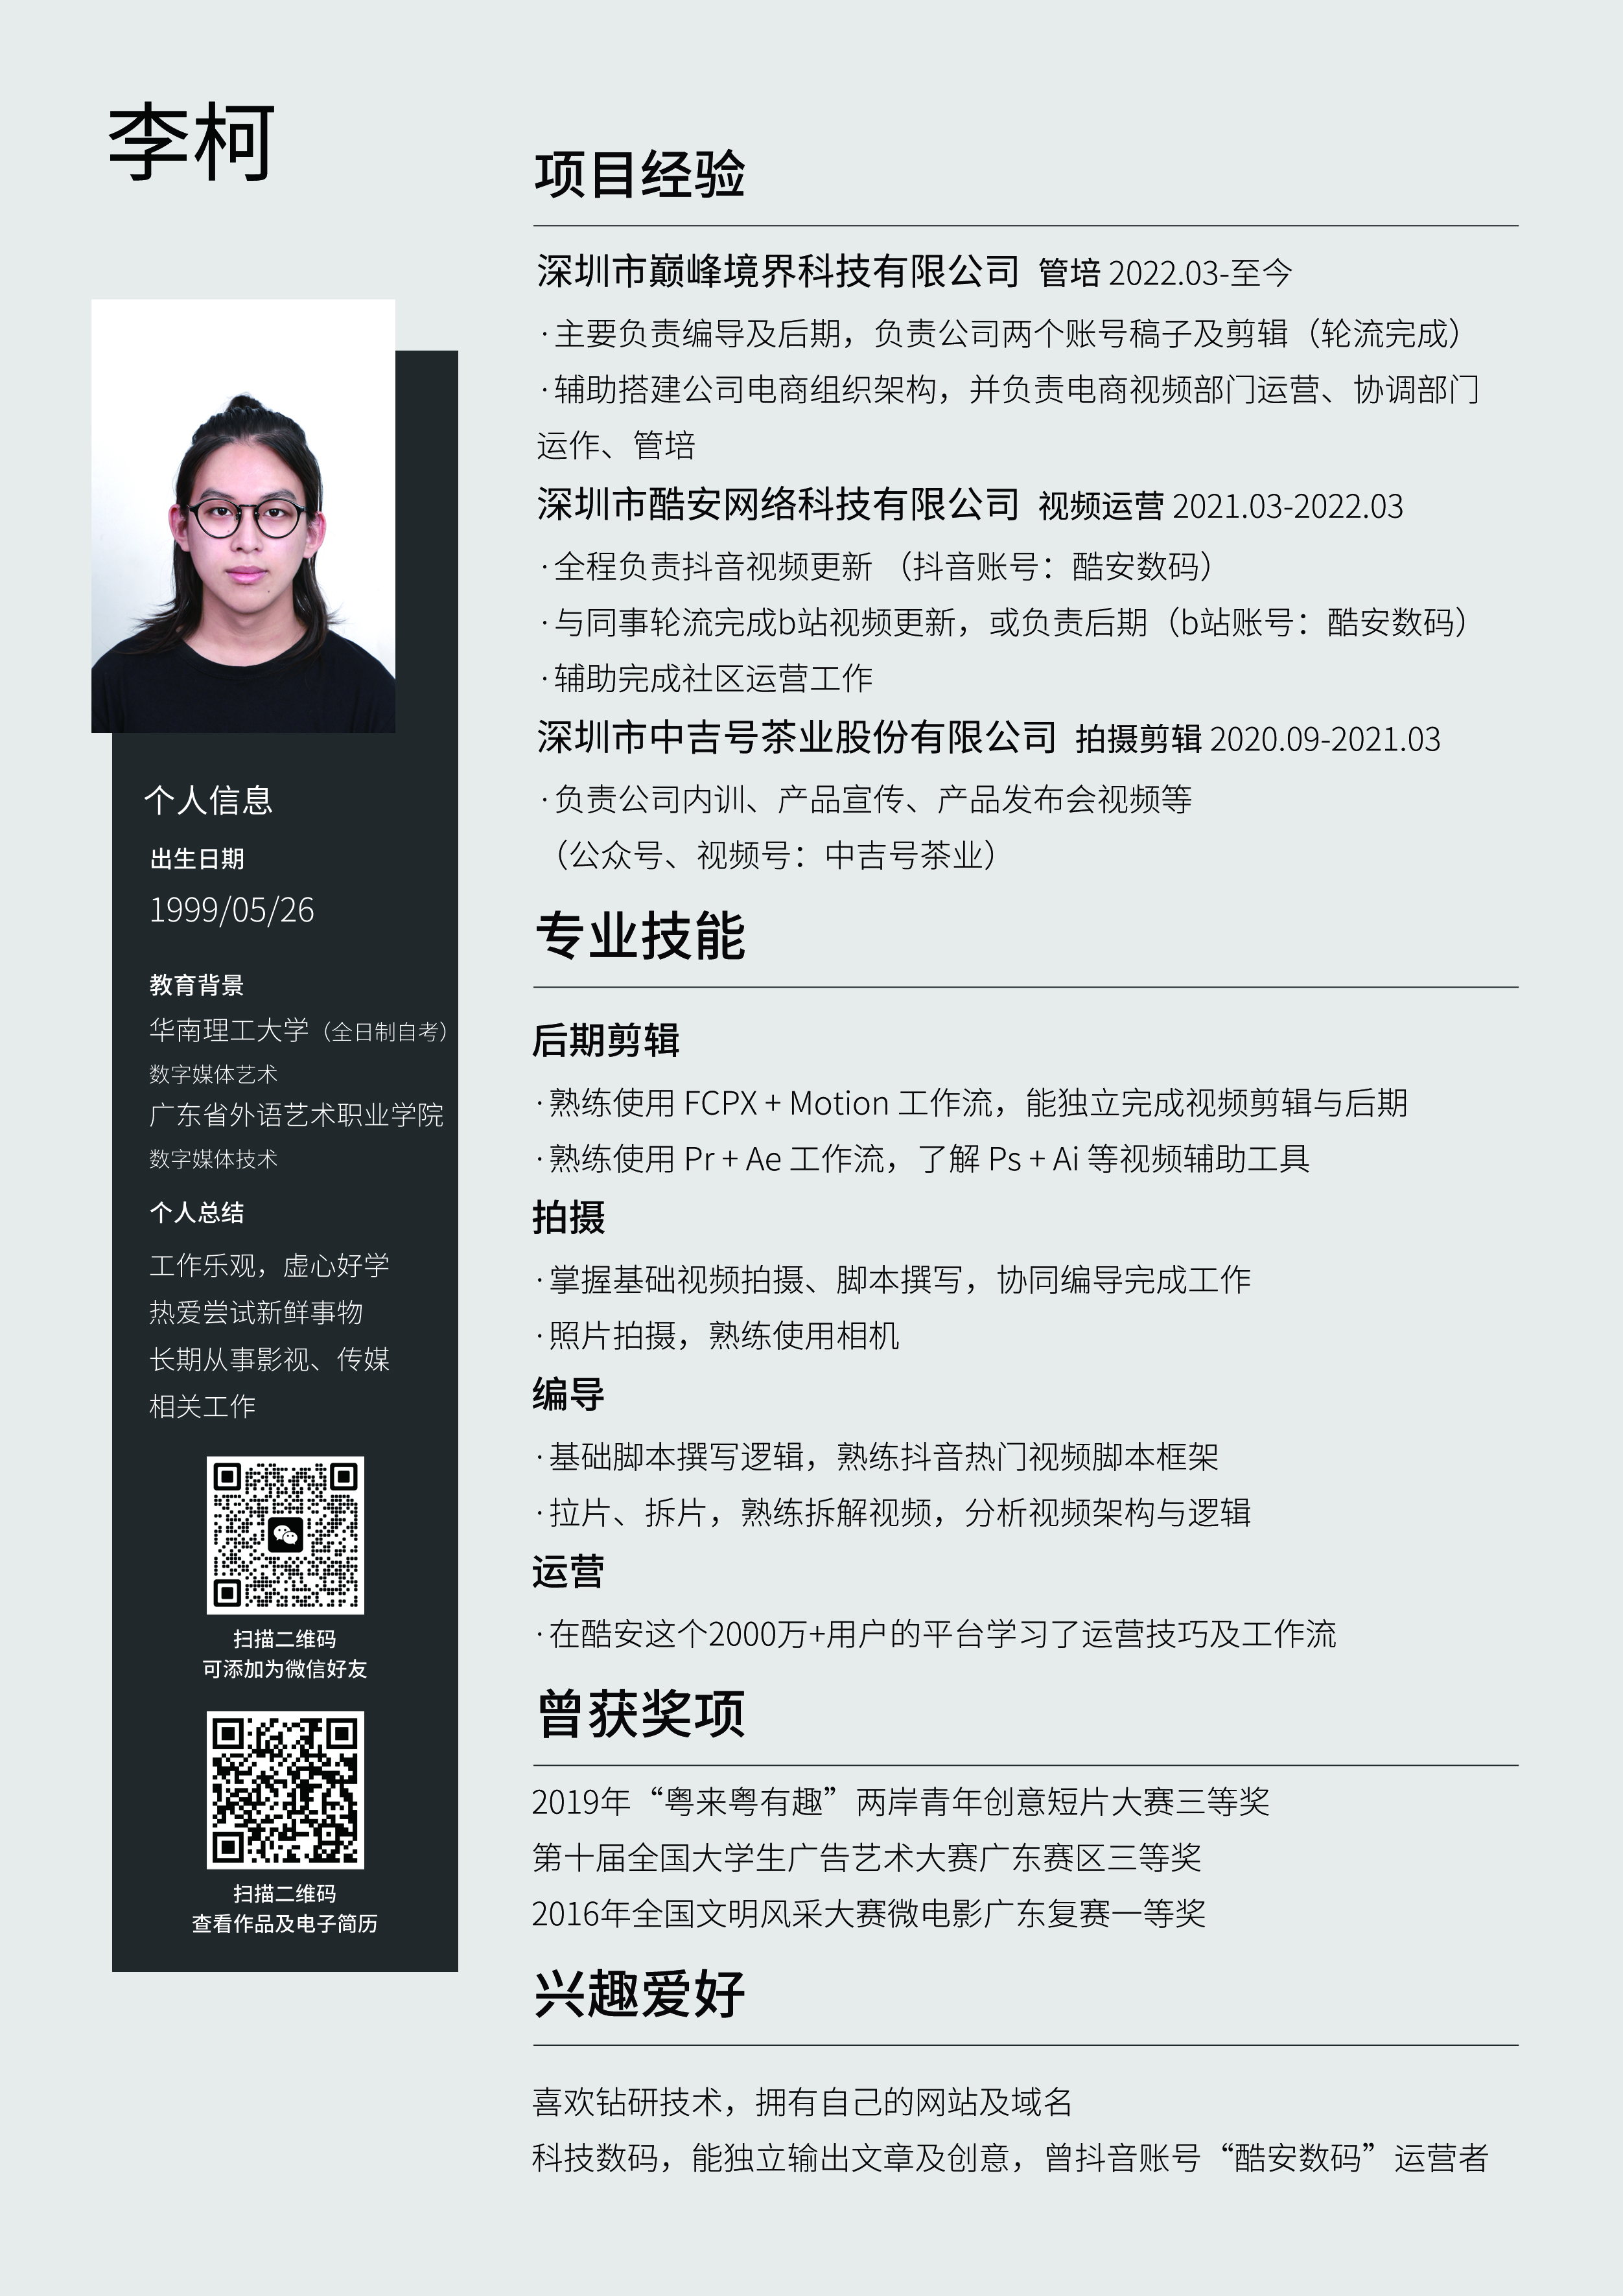 李柯
个人信息
出生日期
1999/05/26
教育背景
华南理工大学（全日制自考）
数字媒体艺术
广东省外语艺术职业学院
数字媒体技术
个人总结
工作乐观，虚心好学
热爱尝试新鲜事物
长期从事影视、传媒
相关工作
扫描二维码
可添加为微信好友
扫描二维码
查看作品及电子简历
项目经验
深圳市巅峰境界科技有限公司 管培 2022.03-至今
·主要负责编导及后期，负责公司两个账号稿子及剪辑（轮流完成）
·辅助搭建公司电商组织架构，并负责电商视频部门运营、协调部门
运作、管培
深圳市酷安网络科技有限公司 视频运营 2021.03-2022.03
·全程负责抖音视频更新 （抖音账号：酷安数码）
·与同事轮流完成b站视频更新，或负责后期（b站账号：酷安数码）
·辅助完成社区运营工作
深圳市中吉号茶业股份有限公司 拍摄剪辑 2020.09-2021.03
·负责公司内训、产品宣传、产品发布会视频等
（公众号、视频号：中吉号茶业）
专业技能
后期剪辑
·熟练使用 FCPX + Motion 工作流，能独立完成视频剪辑与后期
·熟练使用 Pr + Ae 工作流，了解 Ps + Ai 等视频辅助工具
拍摄
·掌握基础视频拍摄、脚本撰写，协同编导完成工作
·照片拍摄，熟练使用相机
编导
·基础脚本撰写逻辑，熟练抖音热门视频脚本框架
·拉片、拆片，熟练拆解视频，分析视频架构与逻辑
运营
·在酷安这个2000万+用户的平台学习了运营技巧及工作流
曾获奖项
2019年“粤来粤有趣”两岸青年创意短片大赛三等奖
第十届全国大学生广告艺术大赛广东赛区三等奖
2016年全国文明风采大赛微电影广东复赛一等奖
兴趣爱好
喜欢钻研技术，拥有自己的网站及域名
科技数码，能独立输出文章及创意，曾抖音账号“酷安数码”运营者